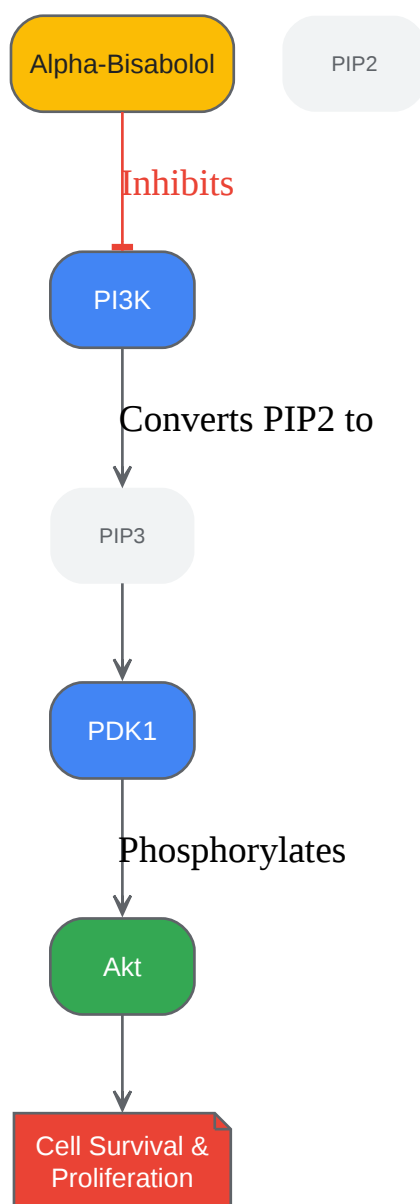 Alpha-Bisabolol
PIP2
Inhibits
PI3K
Converts PIP2 to
PIP3
PDK1
Phosphorylates
Akt
Cell Survival &
Proliferation